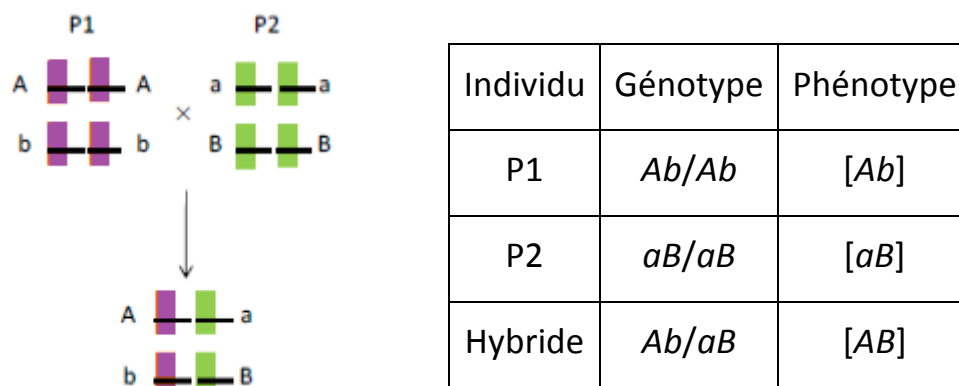 P1 P2
A A a a
×
b b B B
A a
b B
Individu Génotype Phénotype
P1 Ab/Ab [Ab]
P2 aB/aB [aB]
Hybride Ab/aB [AB]